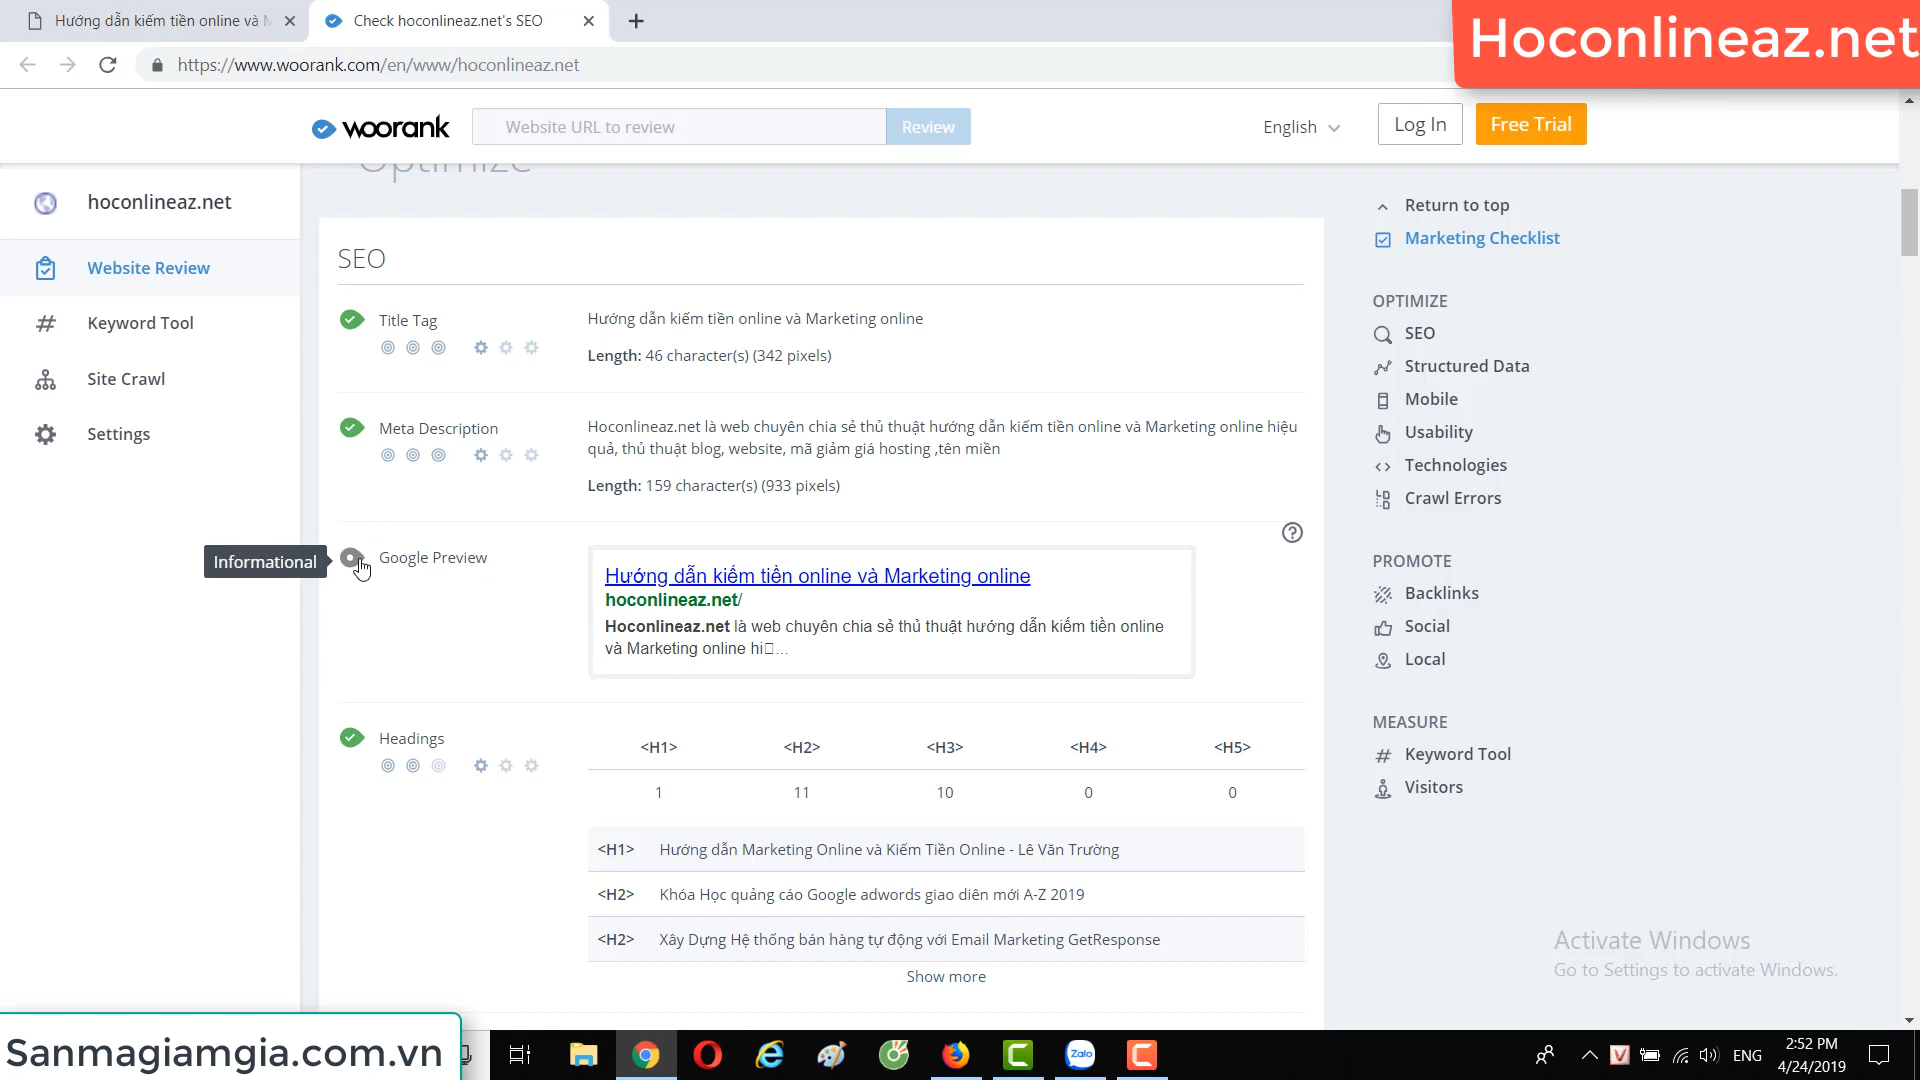 Hướng dẫn kiếm tiền online và M
Check hoconlineaz.net's SEO
Hoconlineaz.net
https://www.woorank.com/en/www/hoconlineaz.net
woorank
Website URL to review
Review
English
Log In
Free Trial
Optimize
hoconlineaz.net
Website Review
Keyword Tool
Site Crawl
Settings
SEO
Title Tag
Hướng dẫn kiếm tiền online và Marketing online
Length: 46 character(s) (342 pixels)
Meta Description
Hoconlineaz.net là web chuyên chia sẻ thủ thuật hướng dẫn kiếm tiền online và Marketing online hiệu
quả, thủ thuật blog, website, mã giảm giá hosting ,tên miền
Length: 159 character(s) (933 pixels)
Informational
Google Preview
Hướng dẫn kiếm tiền online và Marketing online
hoconlineaz.net/
Hoconlineaz.net là web chuyên chia sẻ thủ thuật hướng dẫn kiếm tiền online
và Marketing online hi▯...
Headings
<H1> <H2> <H3> <H4> <H5>
1 11 10 0 0
<H1> Hướng dẫn Marketing Online và Kiếm Tiền Online - Lê Văn Trường
<H2> Khóa Học quảng cáo Google adwords giao diên mới A-Z 2019
<H2> Xây Dựng Hệ thống bán hàng tự động với Email Marketing GetResponse
Show more
Return to top
Marketing Checklist
OPTIMIZE
SEO
Structured Data
Mobile
Usability
Technologies
Crawl Errors
PROMOTE
Backlinks
Social
Local
MEASURE
Keyword Tool
Visitors
Activate Windows
Go to Settings to activate Windows.
Sanmagiamgia.com.vn
Zalo
ENG
2:52 PM
4/24/2019